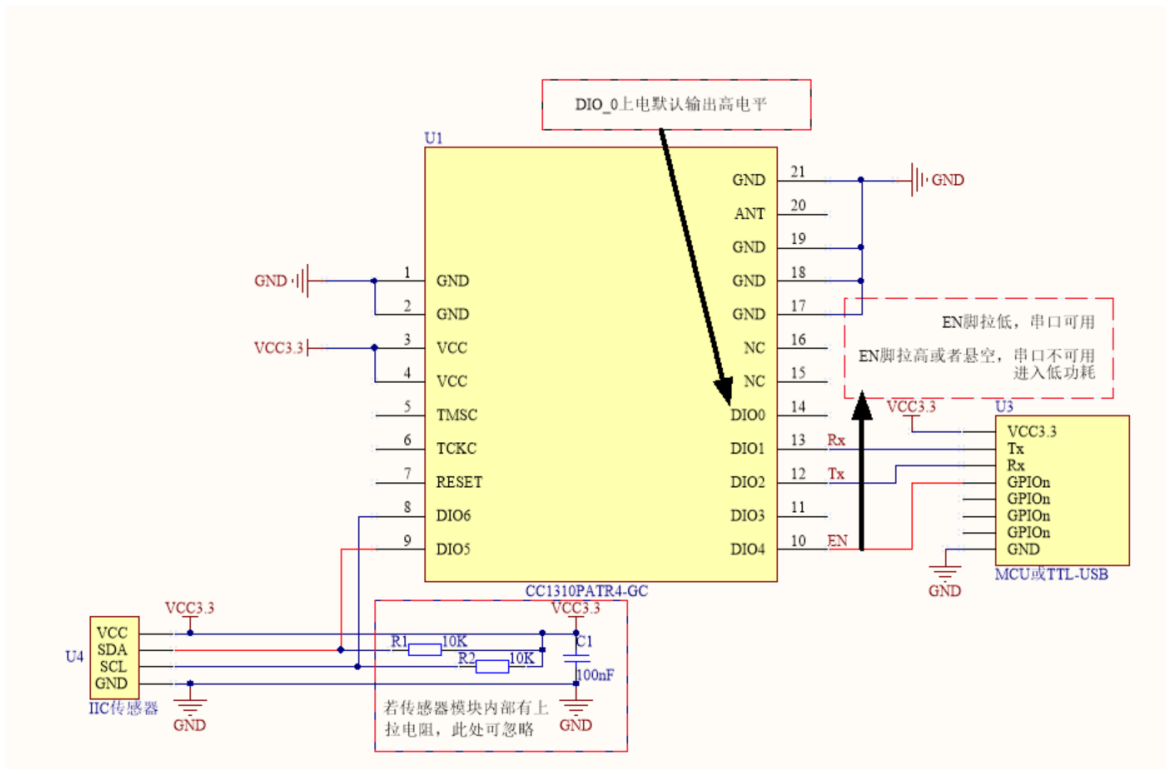 DIO_0上电默认输出高电平
U1
GND 21
GND
ANT 20
GND 19
GND 1 GND
GND 18
2 GND
GND 17
EN脚拉低，串口可用
VCC3.3 3 VCC
NC 16
EN脚拉高或者悬空，串口不可用
进入低功耗
4 VCC
NC 15
VCC3.3
U3
5 TMSC
DIO0 14
VCC3.3
6 TCKC
DIO1 13 Rx
Tx
Rx
7 RESET
DIO2 12 Tx
GPIOn
GPIOn
8 DIO6
DIO3 11
GPIOn
GPIOn
9 DIO5
DIO4 10 EN
GND
MCU或TTL-USB
GND
CC1310PATR4-GC
VCC3.3
VCC3.3
VCC
R1 10K
C1
U4
SDA
R2 10K
SCL
100nF
GND
IIC传感器
GND
若传感器模块内部有上
拉电阻，此处可忽略
GND